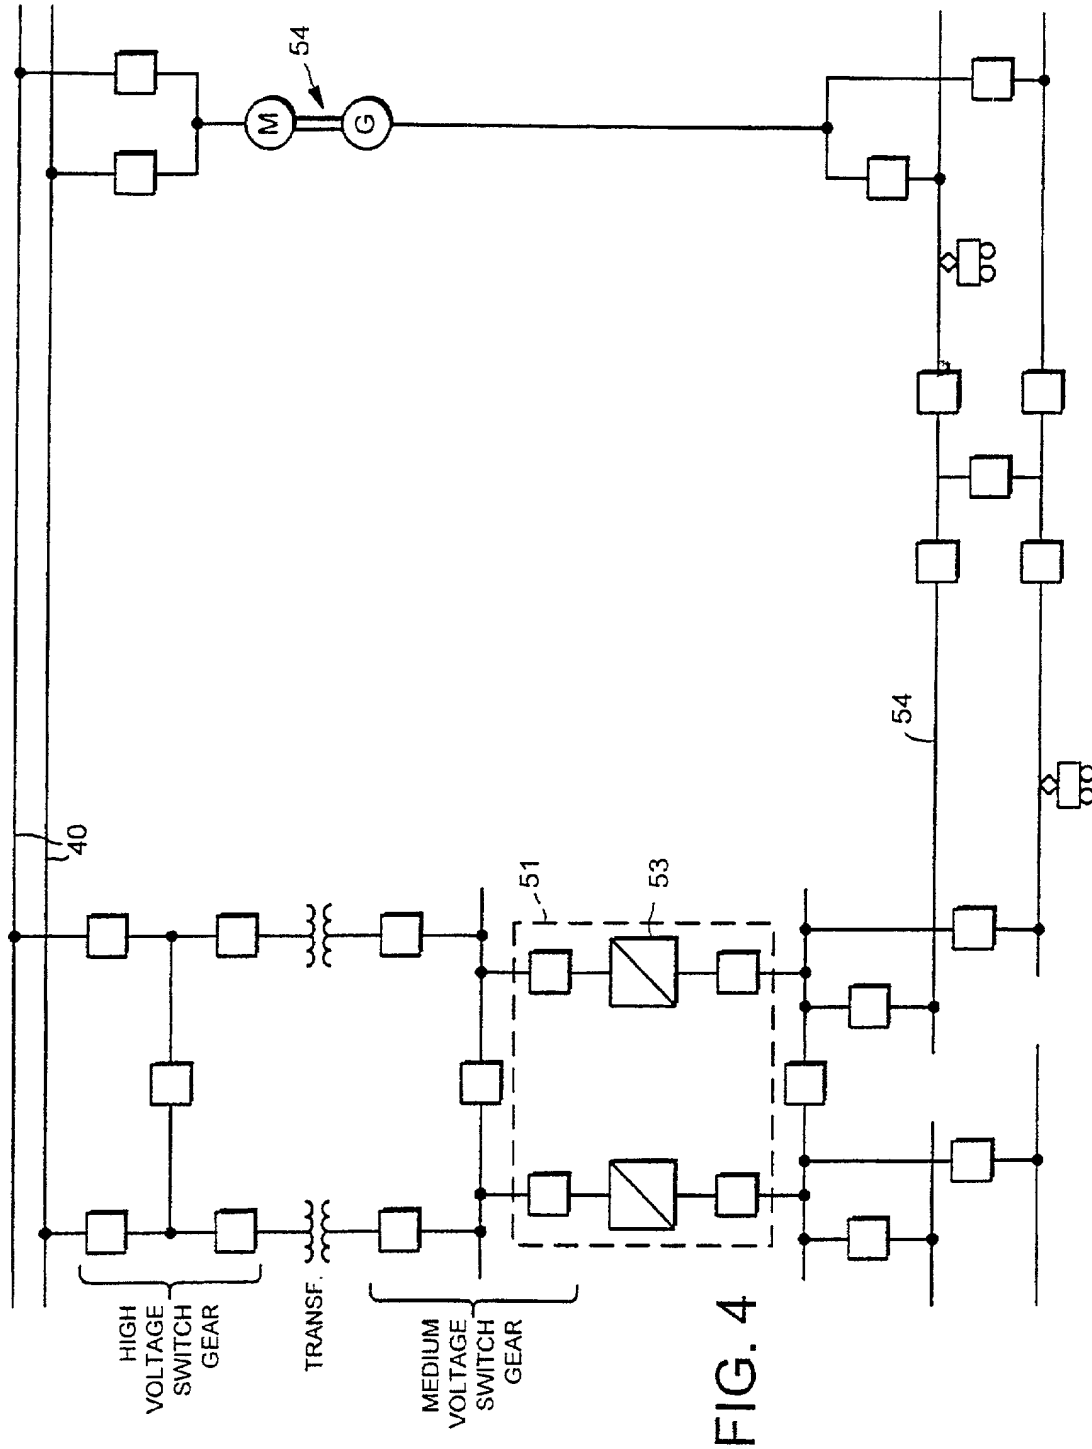 HIGH
VOLTAGE
SWITCH
GEAR
TRANSF.
MEDIUM
VOLTAGE
SWITCH
GEAR
40
51
53
54
M
G
54
FIG. 4